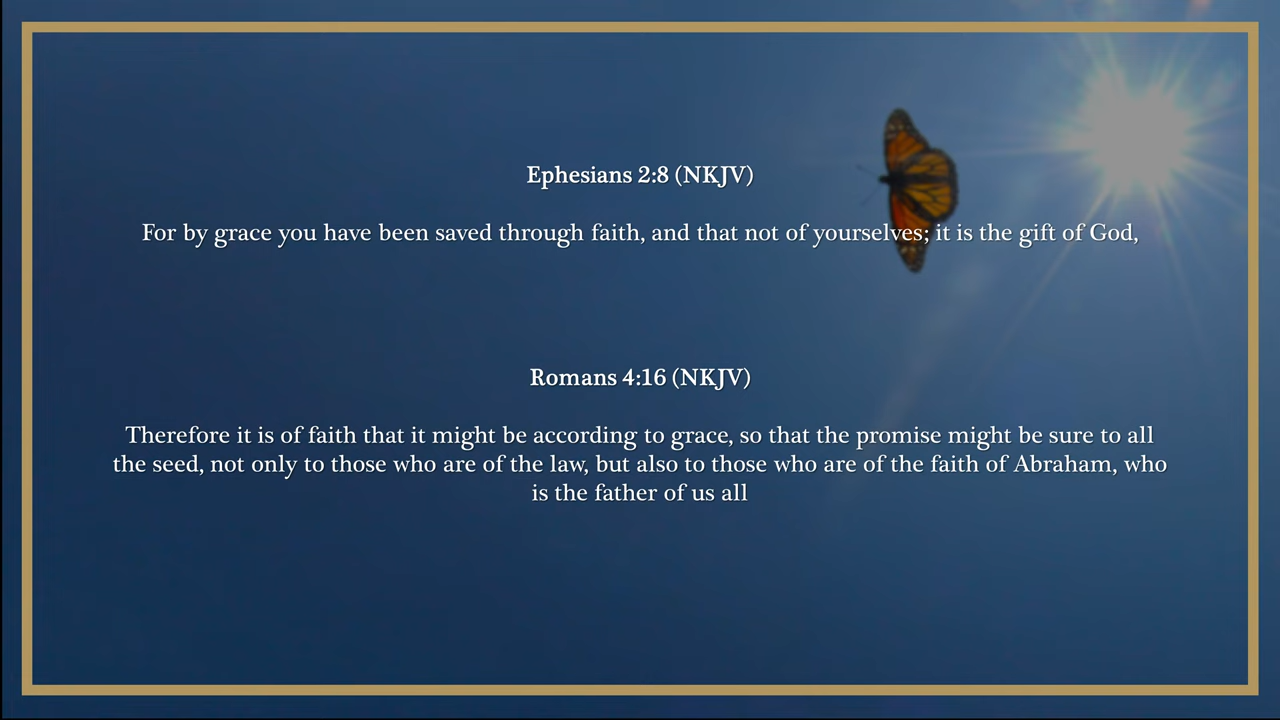 Ephesians 2:8 (NKJV)
For by grace you have been saved through faith, and that not of yourselves; it is the gift of God,
Romans 4:16 (NKJV)
Therefore it is of faith that it might be according to grace, so that the promise might be sure to all
the seed, not only to those who are of the law, but also to those who are of the faith of Abraham, who
is the father of us all